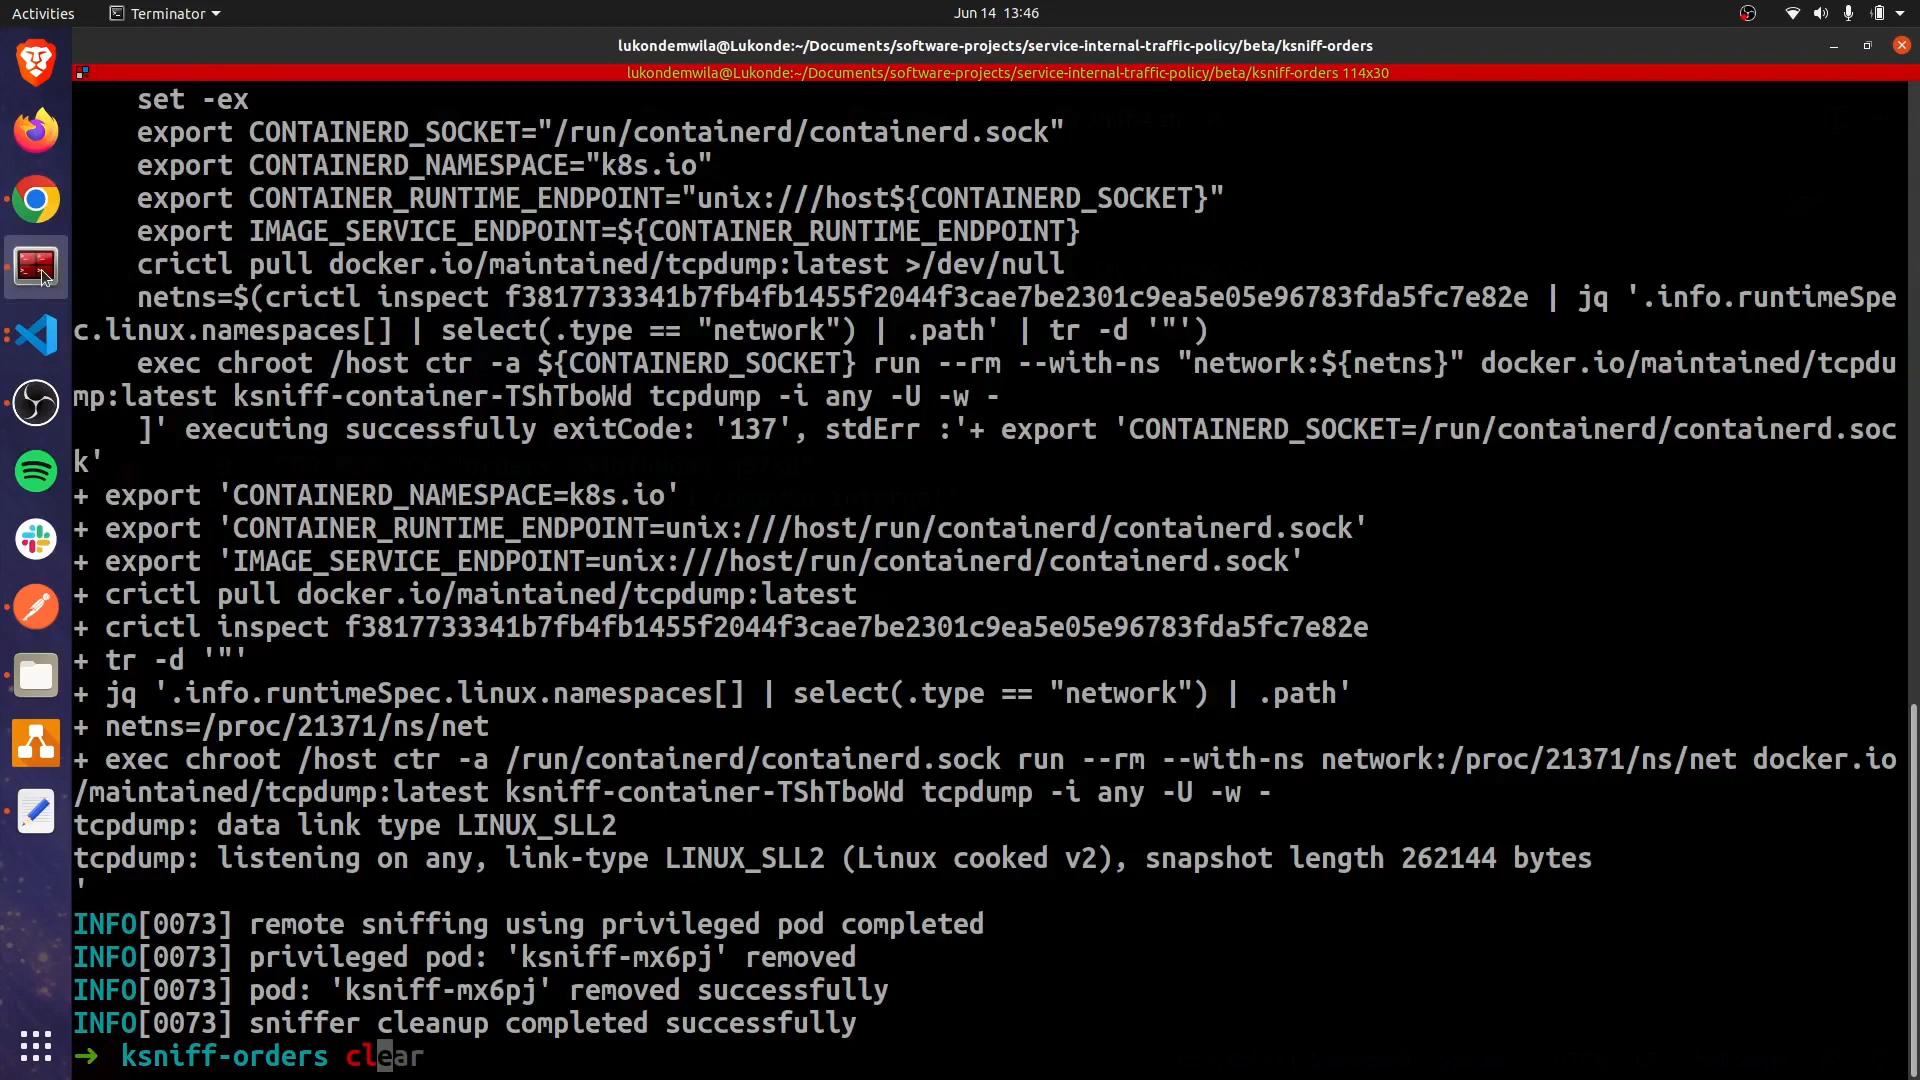 Activities
Terminator
Jun 14 13:46
lukondemwila@Lukonde:~/Documents/software-projects/service-internal-traffic-policy/beta/ksniff-orders
lukondemwila@Lukonde:~/Documents/software-projects/service-internal-traffic-policy/beta/ksniff-orders 114x30
set -ex
export CONTAINERD_SOCKET="/run/containerd/containerd.sock"
export CONTAINERD_NAMESPACE="k8s.io"
export CONTAINER_RUNTIME_ENDPOINT="unix:///host${CONTAINERD_SOCKET}"
export IMAGE_SERVICE_ENDPOINT=${CONTAINER_RUNTIME_ENDPOINT}
crictl pull docker.io/maintained/tcpdump:latest >/dev/null
netns=$(crictl inspect f3817733341b7fb4fb1455f2044f3cae7be2301c9ea5e05e96783fda5fc7e82e | jq '.info.runtimeSpe
c.linux.namespaces[] | select(.type == "network") | .path' | tr -d '"')
exec chroot /host ctr -a ${CONTAINERD_SOCKET} run --rm --with-ns "network:${netns}" docker.io/maintained/tcpdu
mp:latest ksniff-container-TShTboWd tcpdump -i any -U -w -
]' executing successfully exitCode: '137', stdErr :'+ export 'CONTAINERD_SOCKET=/run/containerd/containerd.soc
k'
+ export 'CONTAINERD_NAMESPACE=k8s.io'
+ export 'CONTAINER_RUNTIME_ENDPOINT=unix:///host/run/containerd/containerd.sock'
+ export 'IMAGE_SERVICE_ENDPOINT=unix:///host/run/containerd/containerd.sock'
+ crictl pull docker.io/maintained/tcpdump:latest
+ crictl inspect f3817733341b7fb4fb1455f2044f3cae7be2301c9ea5e05e96783fda5fc7e82e
+ tr -d '"'
+ jq '.info.runtimeSpec.linux.namespaces[] | select(.type == "network") | .path'
+ netns=/proc/21371/ns/net
+ exec chroot /host ctr -a /run/containerd/containerd.sock run --rm --with-ns network:/proc/21371/ns/net docker.io
/maintained/tcpdump:latest ksniff-container-TShTboWd tcpdump -i any -U -w -
tcpdump: data link type LINUX_SLL2
tcpdump: listening on any, link-type LINUX_SLL2 (Linux cooked v2), snapshot length 262144 bytes
'
INFO[0073] remote sniffing using privileged pod completed
INFO[0073] privileged pod: 'ksniff-mx6pj' removed
INFO[0073] pod: 'ksniff-mx6pj' removed successfully
INFO[0073] sniffer cleanup completed successfully
➜ ksniff-orders clear